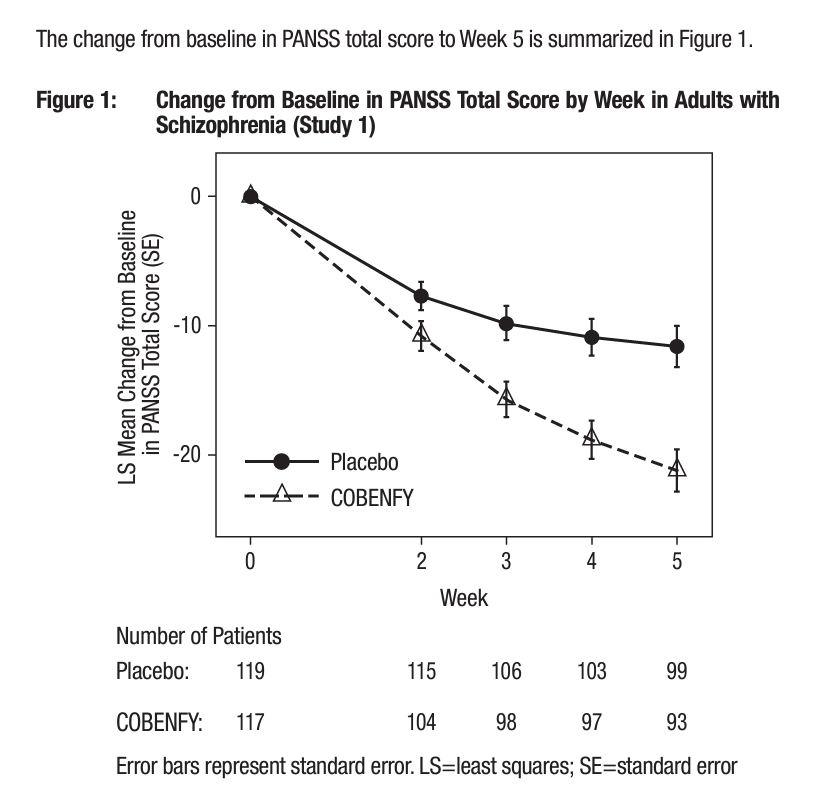 The change from baseline in PANSS total score to Week 5 is summarized in Figure 1.
Figure 1: Change from Baseline in PANSS Total Score by Week in Adults with
Schizophrenia (Study 1)
LS Mean Change from Baseline
in PANSS Total Score (SE)
0
-10
-20
Placebo
COBENFY
0 2 3 4 5
Week
Number of Patients
Placebo: 119 115 106 103 99
COBENFY: 117 104 98 97 93
Error bars represent standard error. LS=least squares; SE=standard error